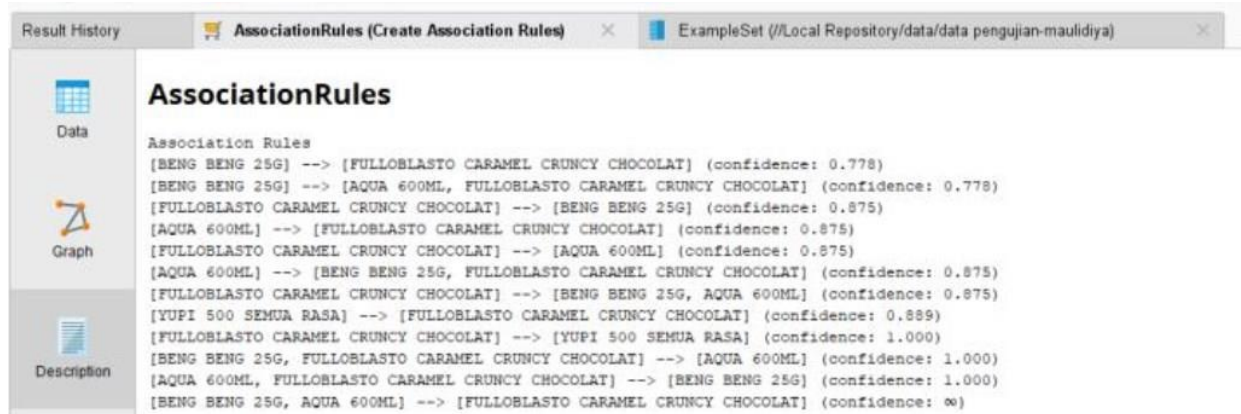 Result History
AssociationRules (Create Association Rules)
ExampleSet (//Local Repository/data/data pengujian-maulidiya)
Data
Graph
Description
AssociationRules
Association Rules
[BENG BENG 25G] --> [FULLOBLASTO CARAMEL CRUNCY CHOCOLAT] (confidence: 0.778)
[BENG BENG 25G] --> [AQUA 600ML, FULLOBLASTO CARAMEL CRUNCY CHOCOLAT] (confidence: 0.778)
[FULLOBLASTO CARAMEL CRUNCY CHOCOLAT] --> [BENG BENG 25G] (confidence: 0.875)
[AQUA 600ML] --> [FULLOBLASTO CARAMEL CRUNCY CHOCOLAT] (confidence: 0.875)
[FULLOBLASTO CARAMEL CRUNCY CHOCOLAT] --> [AQUA 600ML] (confidence: 0.875)
[AQUA 600ML] --> [BENG BENG 25G, FULLOBLASTO CARAMEL CRUNCY CHOCOLAT] (confidence: 0.875)
[FULLOBLASTO CARAMEL CRUNCY CHOCOLAT] --> [BENG BENG 25G, AQUA 600ML] (confidence: 0.875)
[YUPI 500 SEMUA RASA] --> [FULLOBLASTO CARAMEL CRUNCY CHOCOLAT] (confidence: 0.889)
[FULLOBLASTO CARAMEL CRUNCY CHOCOLAT] --> [YUPI 500 SEMUA RASA] (confidence: 1.000)
[BENG BENG 25G, FULLOBLASTO CARAMEL CRUNCY CHOCOLAT] --> [AQUA 600ML] (confidence: 1.000)
[AQUA 600ML, FULLOBLASTO CARAMEL CRUNCY CHOCOLAT] --> [BENG BENG 25G] (confidence: 1.000)
[BENG BENG 25G, AQUA 600ML] --> [FULLOBLASTO CARAMEL CRUNCY CHOCOLAT] (confidence: ∞)